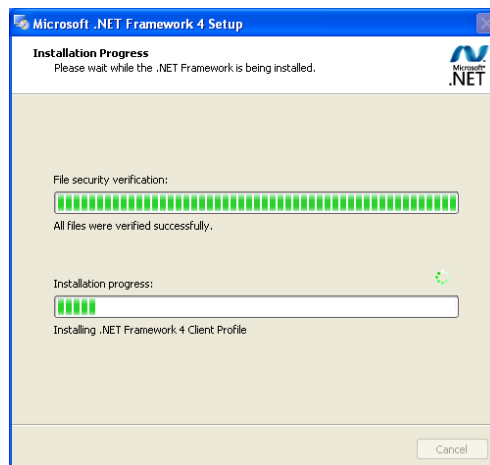 Microsoft .NET Framework 4 Setup
Installation Progress
Please wait while the .NET Framework is being installed.
Microsoft®
.NET
File security verification:
All files were verified successfully.
Installation progress:
Installing .NET Framework 4 Client Profile
Cancel